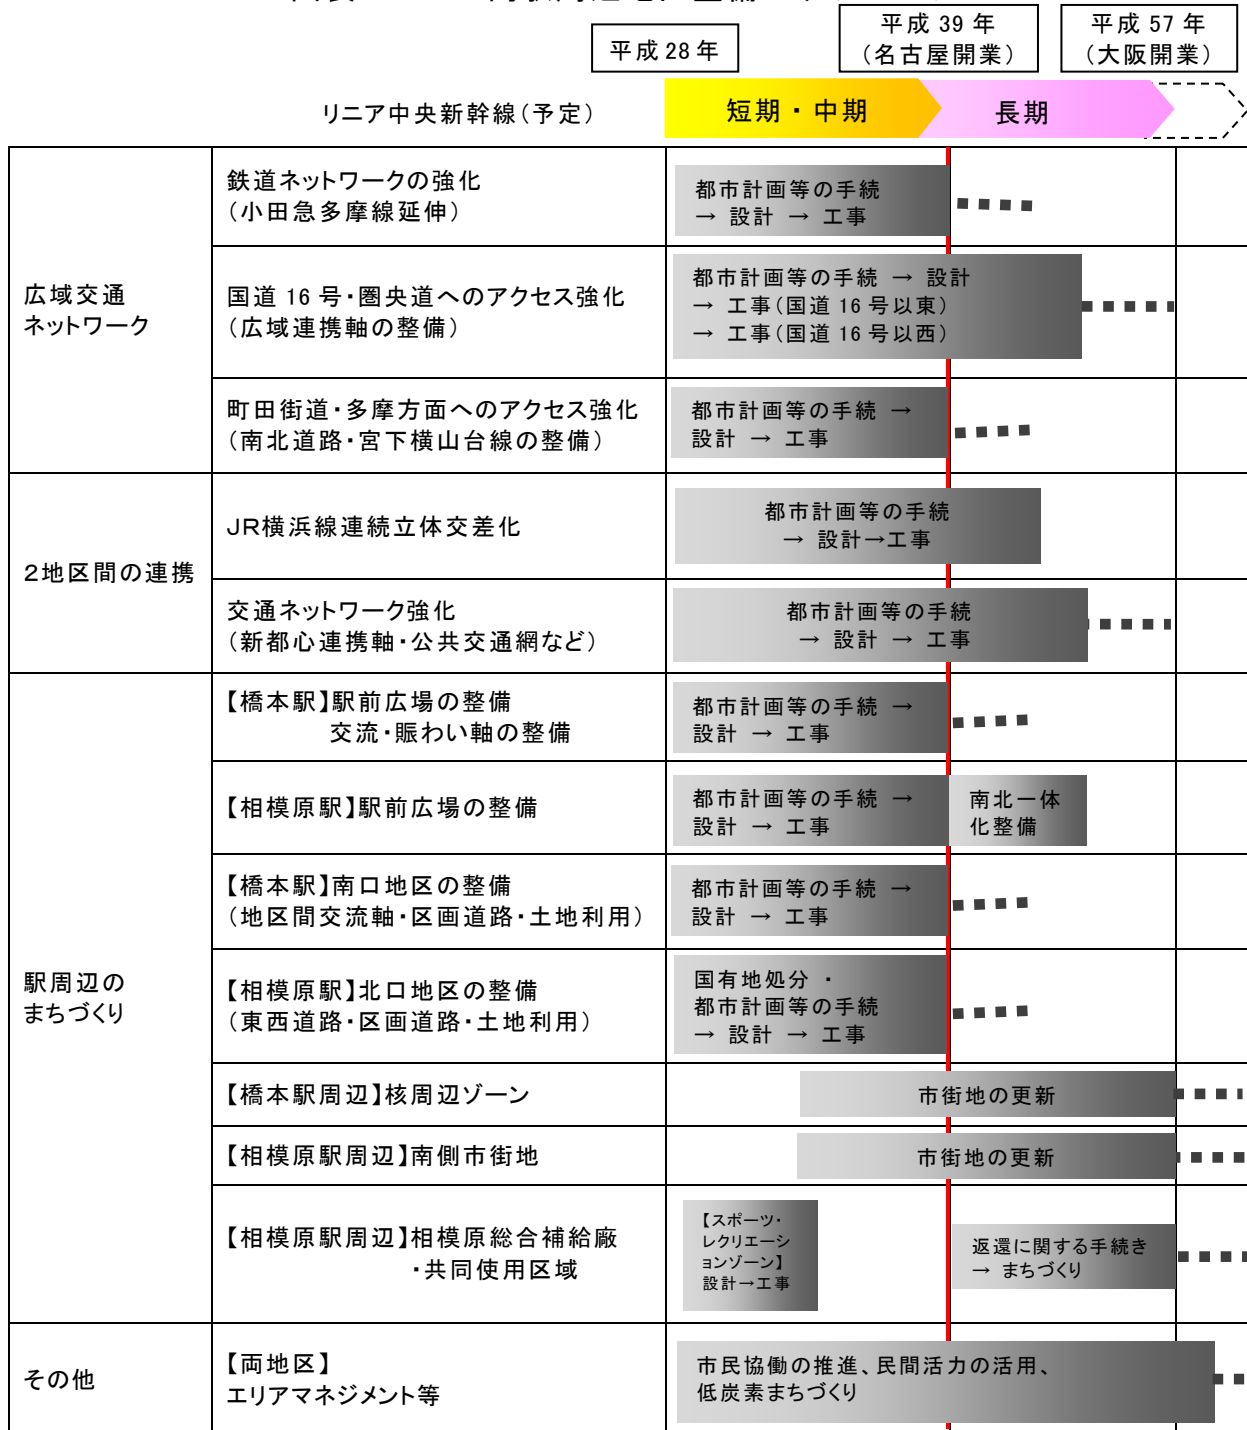 平成 28 年
平成 39 年
（名古屋開業）
平成 57 年
（大阪開業）
リニア中央新幹線（予定）
短期・中期
長期
広域交通
ネットワーク
鉄道ネットワークの強化
（小田急多摩線延伸）
都市計画等の手続
→ 設計 → 工事
国道 16 号・圏央道へのアクセス強化
（広域連携軸の整備）
都市計画等の手続 → 設計
→ 工事（国道 16 号以東）
→ 工事（国道 16 号以西）
町田街道・多摩方面へのアクセス強化
（南北道路・宮下横山台線の整備）
都市計画等の手続 →
設計 → 工事
２地区間の連携
ＪＲ横浜線連続立体交差化
都市計画等の手続
→ 設計→工事
交通ネットワーク強化
（新都心連携軸・公共交通網など）
都市計画等の手続
→ 設計 → 工事
駅周辺の
まちづくり
【橋本駅】駅前広場の整備
交流・賑わい軸の整備
都市計画等の手続 →
設計 → 工事
【相模原駅】駅前広場の整備
都市計画等の手続 →
設計 → 工事
南北一体
化整備
【橋本駅】南口地区の整備
（地区間交流軸・区画道路・土地利用）
都市計画等の手続 →
設計 → 工事
【相模原駅】北口地区の整備
（東西道路・区画道路・土地利用）
国有地処分 ・
都市計画等の手続
→ 設計 → 工事
【橋本駅周辺】核周辺ゾーン
市街地の更新
【相模原駅周辺】南側市街地
市街地の更新
【相模原駅周辺】相模原総合補給廠
・共同使用区域
【スポーツ・
レクリエーシ
ョンゾーン】
設計→工事
返還に関する手続き
→ まちづくり
その他
【両地区】
エリアマネジメント等
市民協働の推進、民間活力の活用、
低炭素まちづくり